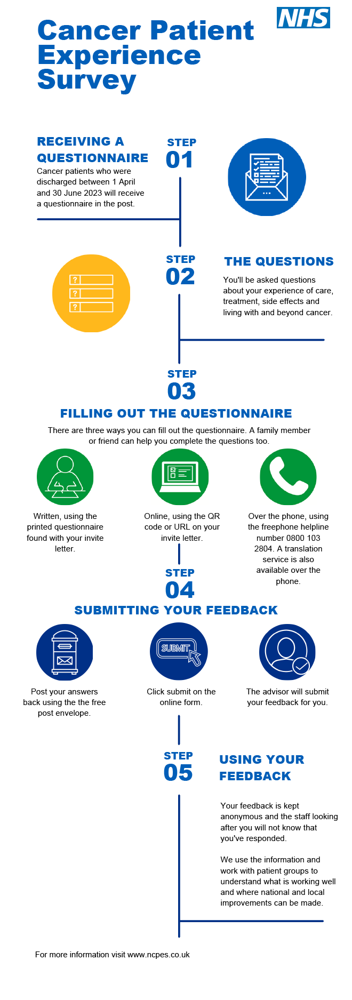 NHS
Cancer Patient
Experience
Survey
RECEIVING A
QUESTIONNAIRE
Cancer patients who were
discharged between 1 April
and 30 June 2023 will receive
a questionnaire in the post.
STEP
01
STEP
02
THE QUESTIONS
You'll be asked questions
about your experience of care,
treatment, side effects and
living with and beyond cancer.
?
?
?
STEP
03
FILLING OUT THE QUESTIONNAIRE
There are three ways you can fill out the questionnaire. A family member
or friend can help you complete the questions too.
Written, using the
printed questionnaire
found with your invite
letter.
Online, using the QR
code or URL on your
invite letter.
Over the phone, using
the freephone helpline
number 0800 103
2804. A translation
service is also
available over the
phone.
STEP
04
SUBMITTING YOUR FEEDBACK
SUBMIT
Post your answers
back using the the free
post envelope.
Click submit on the
online form.
The advisor will submit
your feedback for you.
STEP
05
USING YOUR
FEEDBACK
Your feedback is kept
anonymous and the staff looking
after you will not know that
you've responded.
We use the information and
work with patient groups to
understand what is working well
and where national and local
improvements can be made.
For more information visit www.ncpes.co.uk